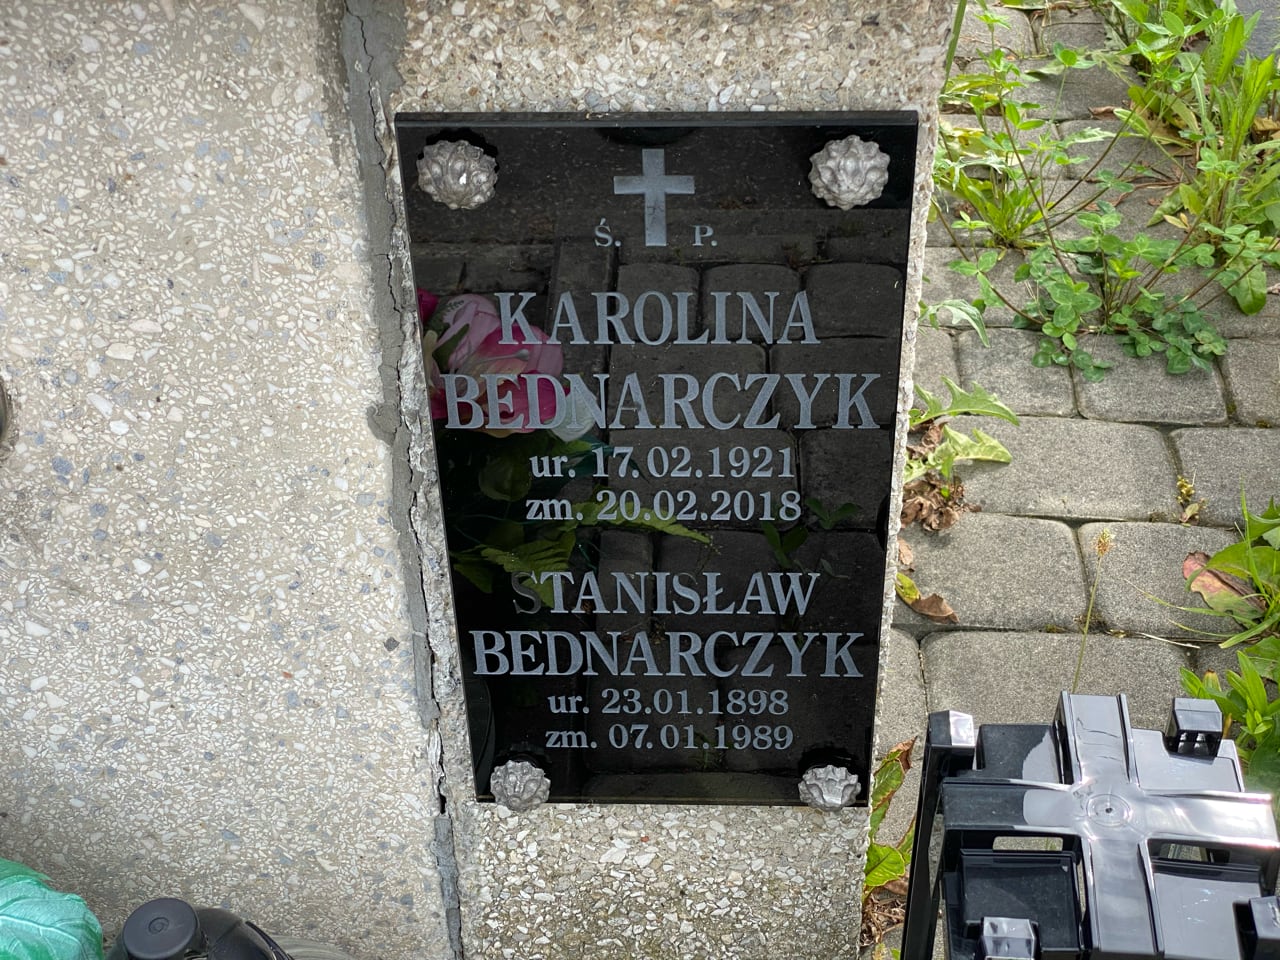 Ś. P.
KAROLINA
BEDNARCZYK
ur. 17.02.1921
zm. 20.02.2018
STANISŁAW
BEDNARCZYK
ur. 23.01.1898
zm. 07.01.1989